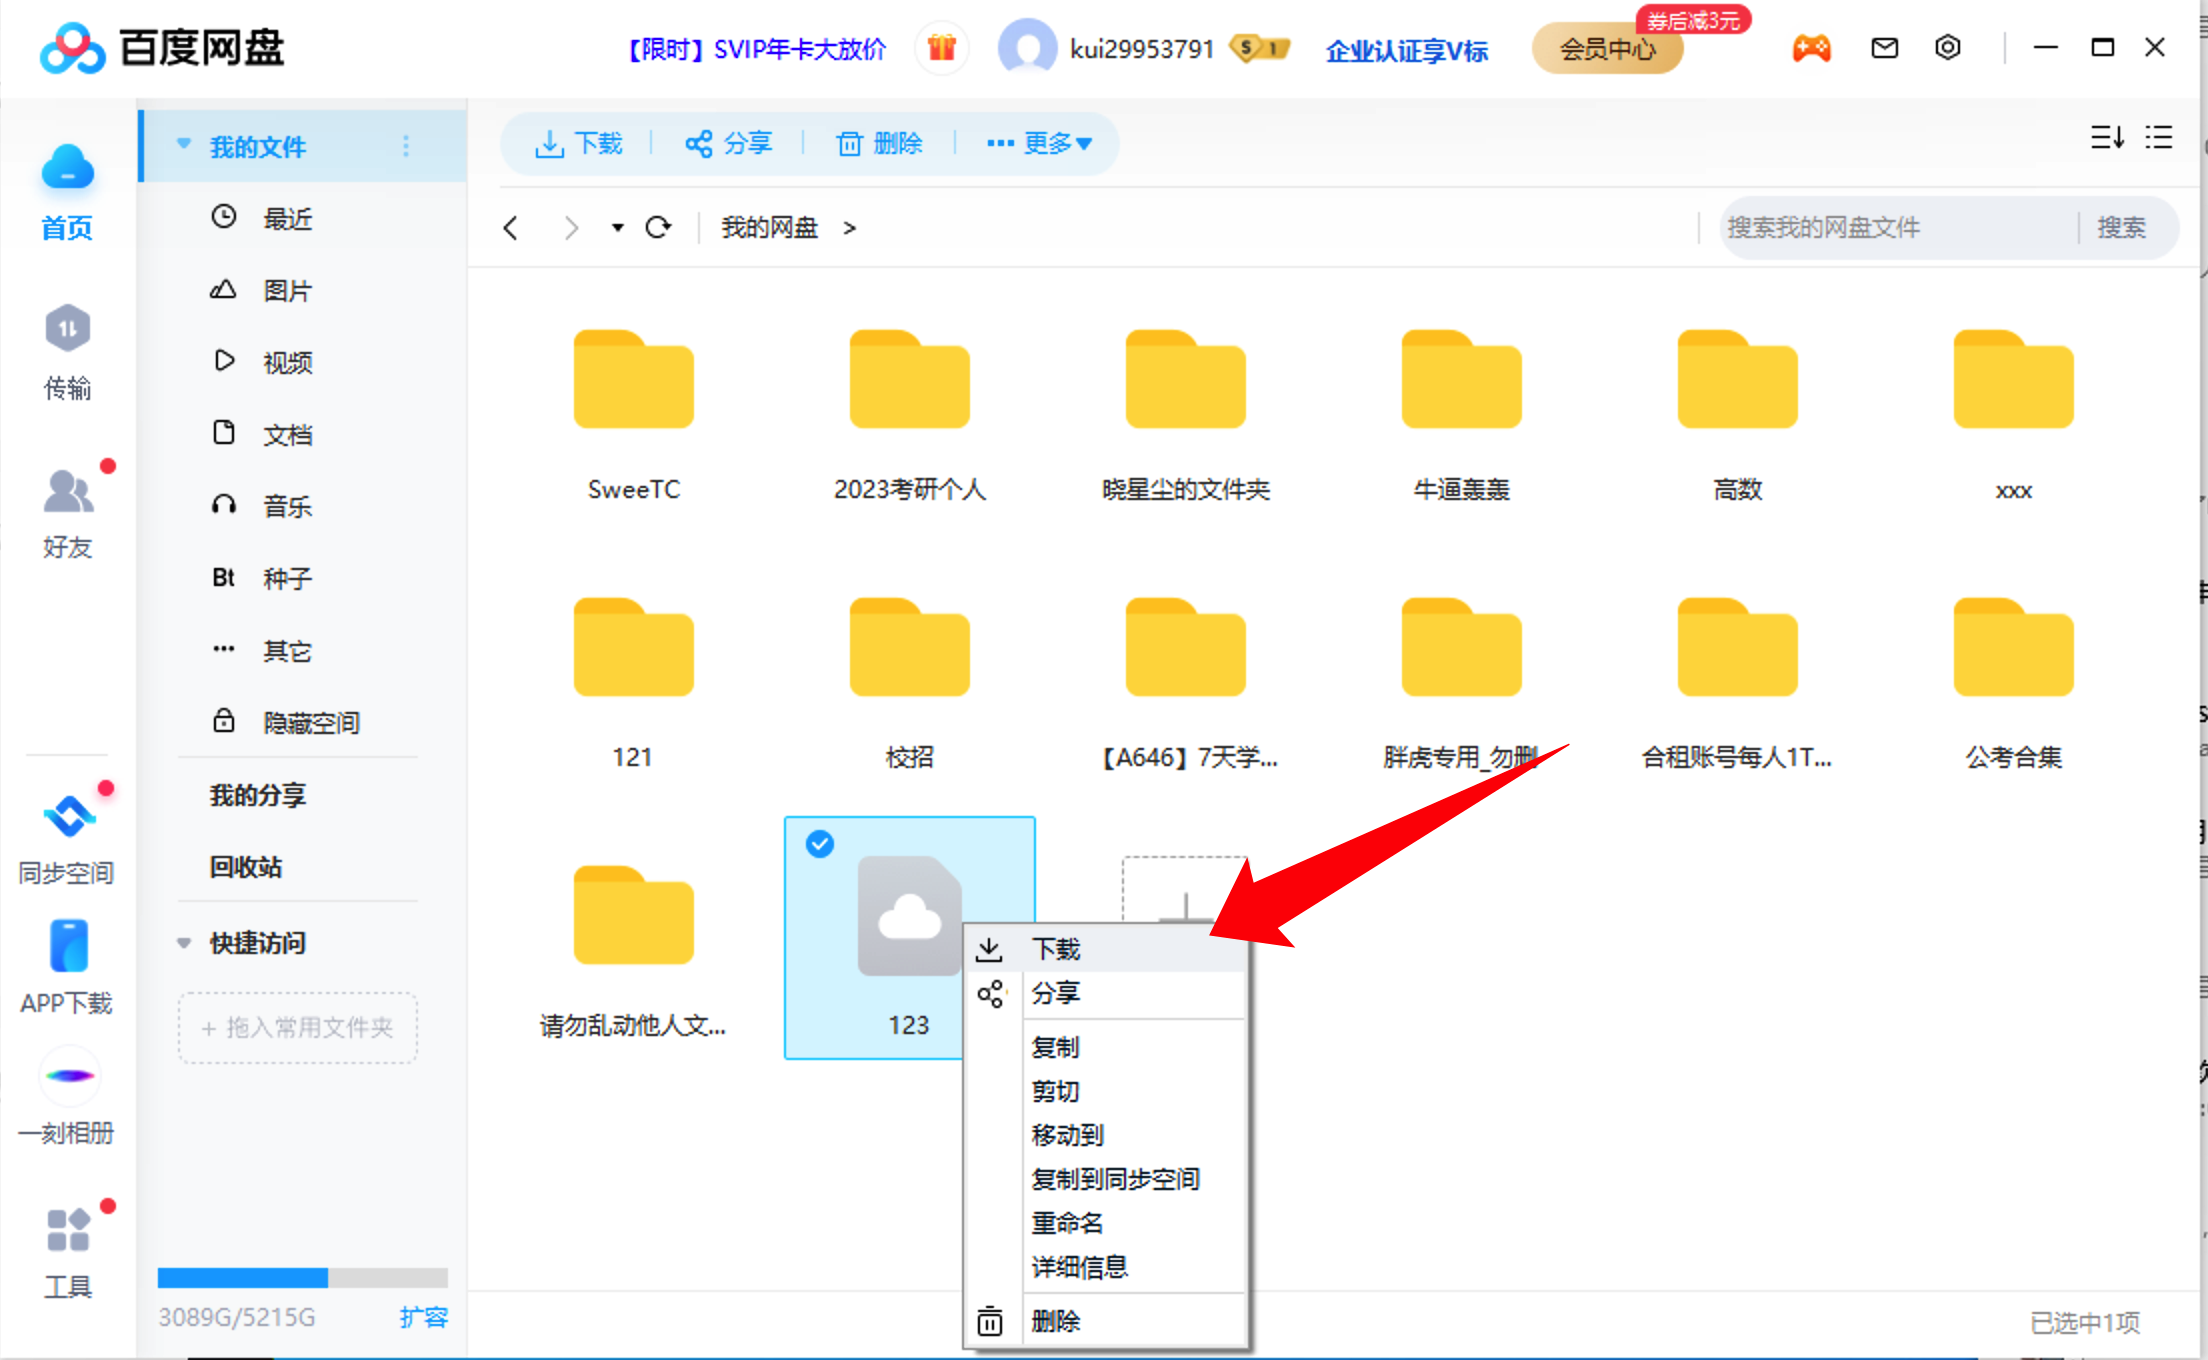 百度网盘
【限时】SVIP年卡大放价
kui29953791
S 1
企业认证享V标
会员中心
券后减3元
首页
传输
好友
同步空间
APP下载
一刻相册
工具
我的文件
最近
图片
视频
文档
音乐
Bt 种子
其它
隐藏空间
我的分享
回收站
快捷访问
+ 拖入常用文件夹
3089G/5215G 扩容
下载 分享 删除 ··· 更多
我的网盘 >
搜索我的网盘文件 搜索
SweeTC 2023考研个人 晓星尘的文件夹 牛逼轰轰 高数 xxx
121 校招 【A646】7天学... 胖虎专用_勿删 合租账号每人1T... 公考合集
请勿乱动他人文... 123
下载
分享
复制
剪切
移动到
复制到同步空间
重命名
详细信息
删除
已选中1项